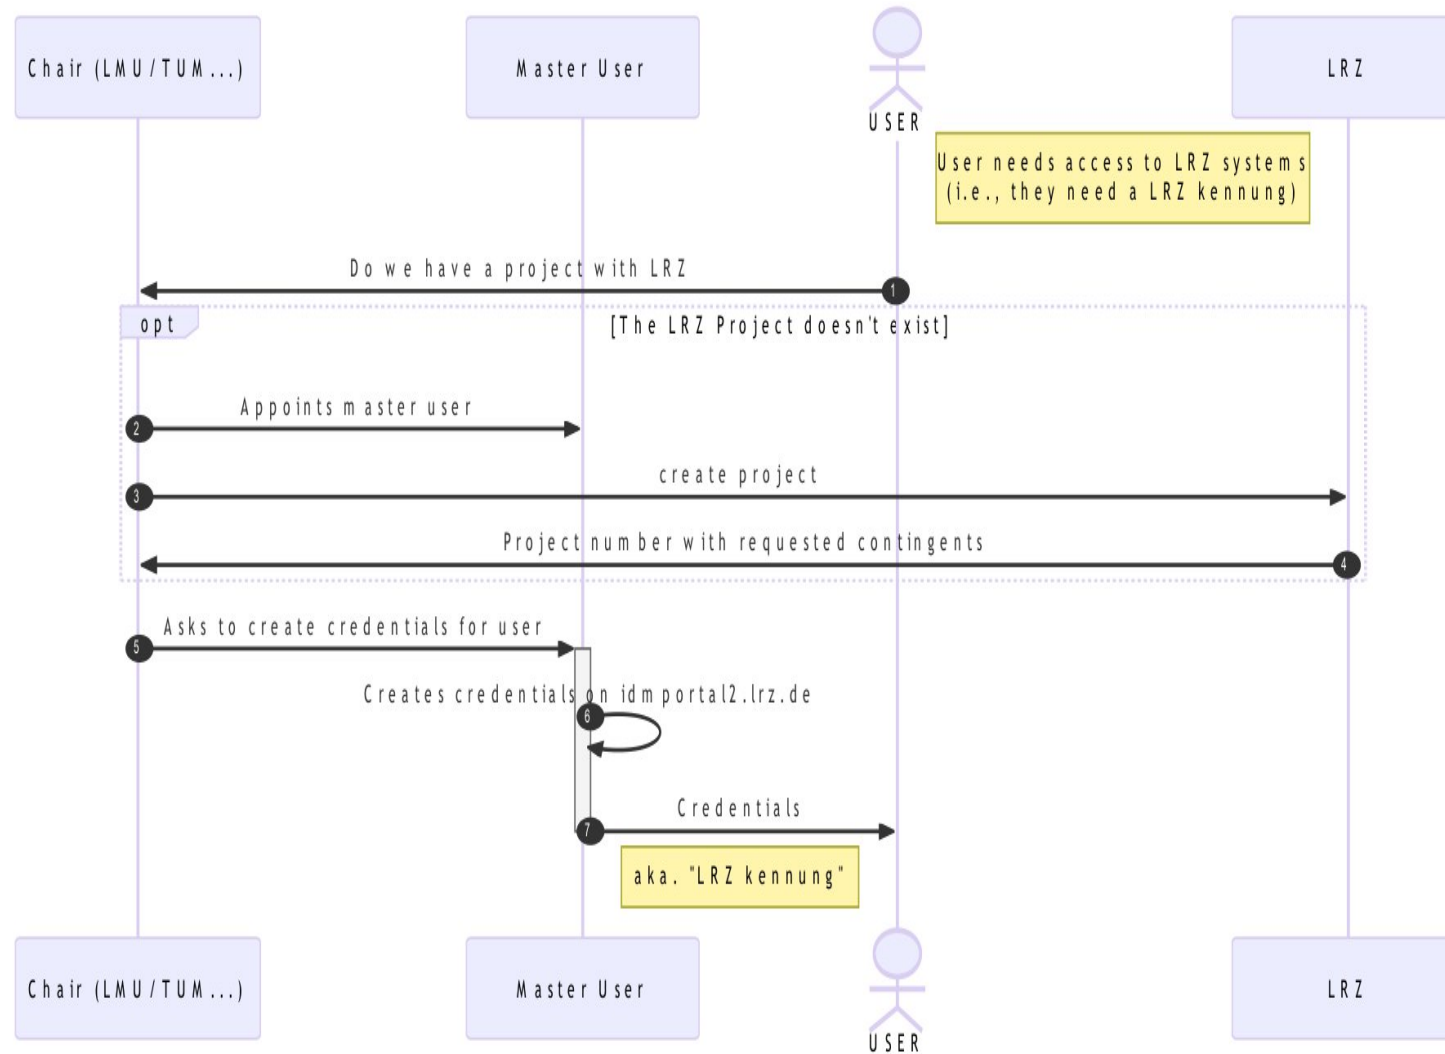 Chair (LMU/TUM...)
Master User
USER
LRZ
User needs access to LRZ systems
(i.e., they need a LRZ kennung)
Do we have a project with LRZ
1
opt
[The LRZ Project doesn't exist]
Appoints master user
2
create project
3
Project number with requested contingents
4
Asks to create credentials for user
5
Creates credentials on idmportal2.lrz.de
6
Credentials
7
aka. "LRZ kennung"
Chair (LMU/TUM...)
Master User
USER
LRZ